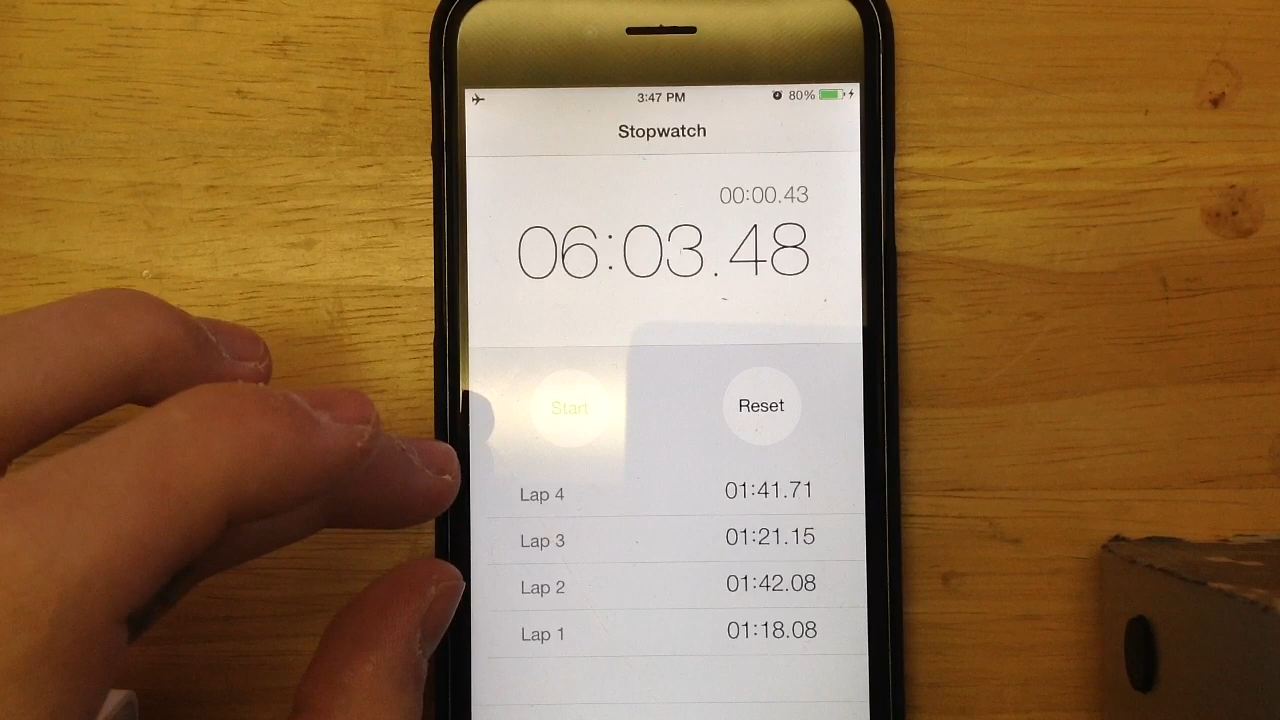 3:47 PM 80%
Stopwatch
00:00.43
06:03.48
Start Reset
Lap 4 01:41.71
Lap 3 01:21.15
Lap 2 01:42.08
Lap 1 01:18.08